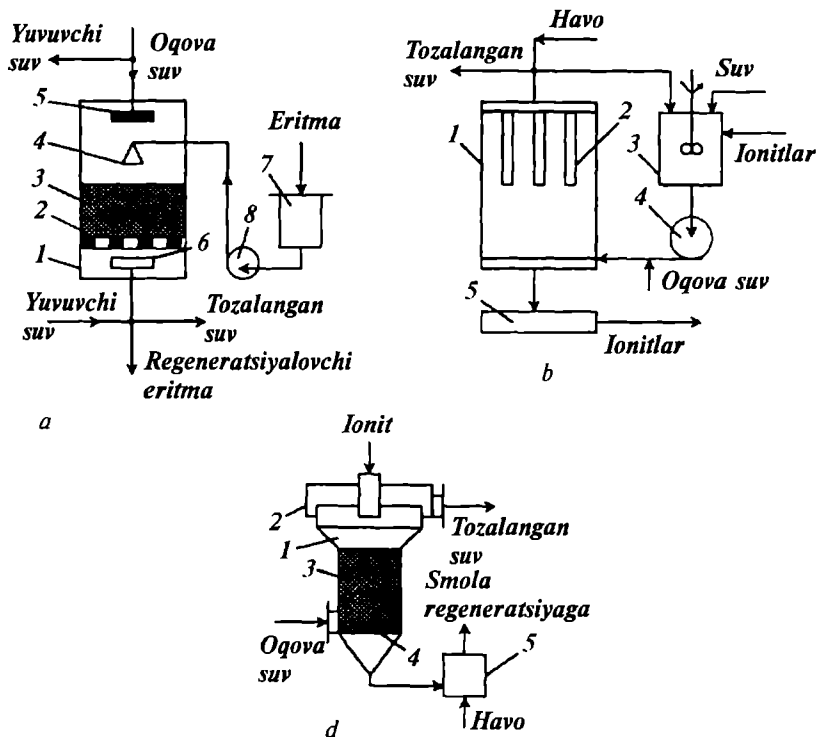 Yuvuvchi
suv
Oqova
suv
5
4
3
2
1
6
Eritma
7
8
Yuvuvchi
suv
Tozalangan
suv
Regeneratsiyalovchi
eritma
a
Havo
Tozalangan
suv
Suv
1
2
3
Ionitlar
4
Oqova suv
5
Ionitlar
b
Ionit
2
1
3
Tozalangan
suv
Smola
regeneratsiyaga
Oqova
suv
4
5
Havo
d